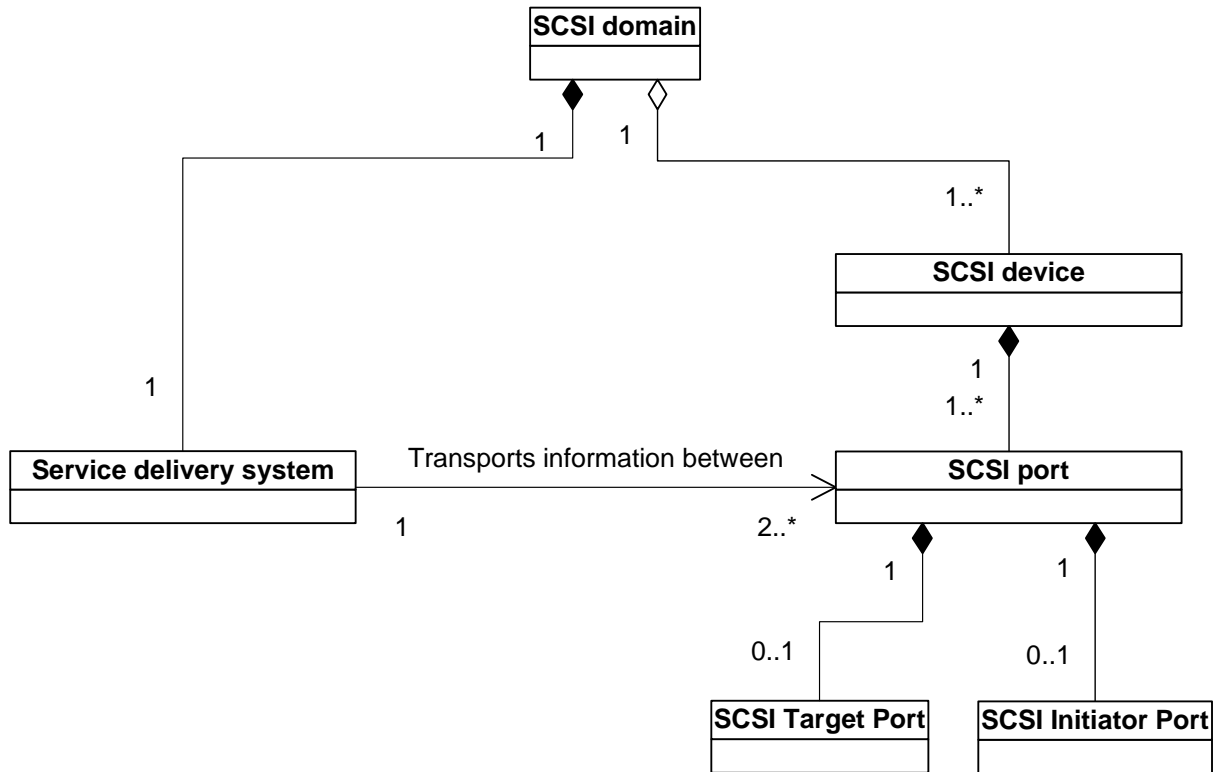 SCSI domain
1
1
1..*
SCSI device
1
1
1..*
Service delivery system
Transports information between
SCSI port
1
2..*
1
1
0..1
0..1
SCSI Target Port
SCSI Initiator Port